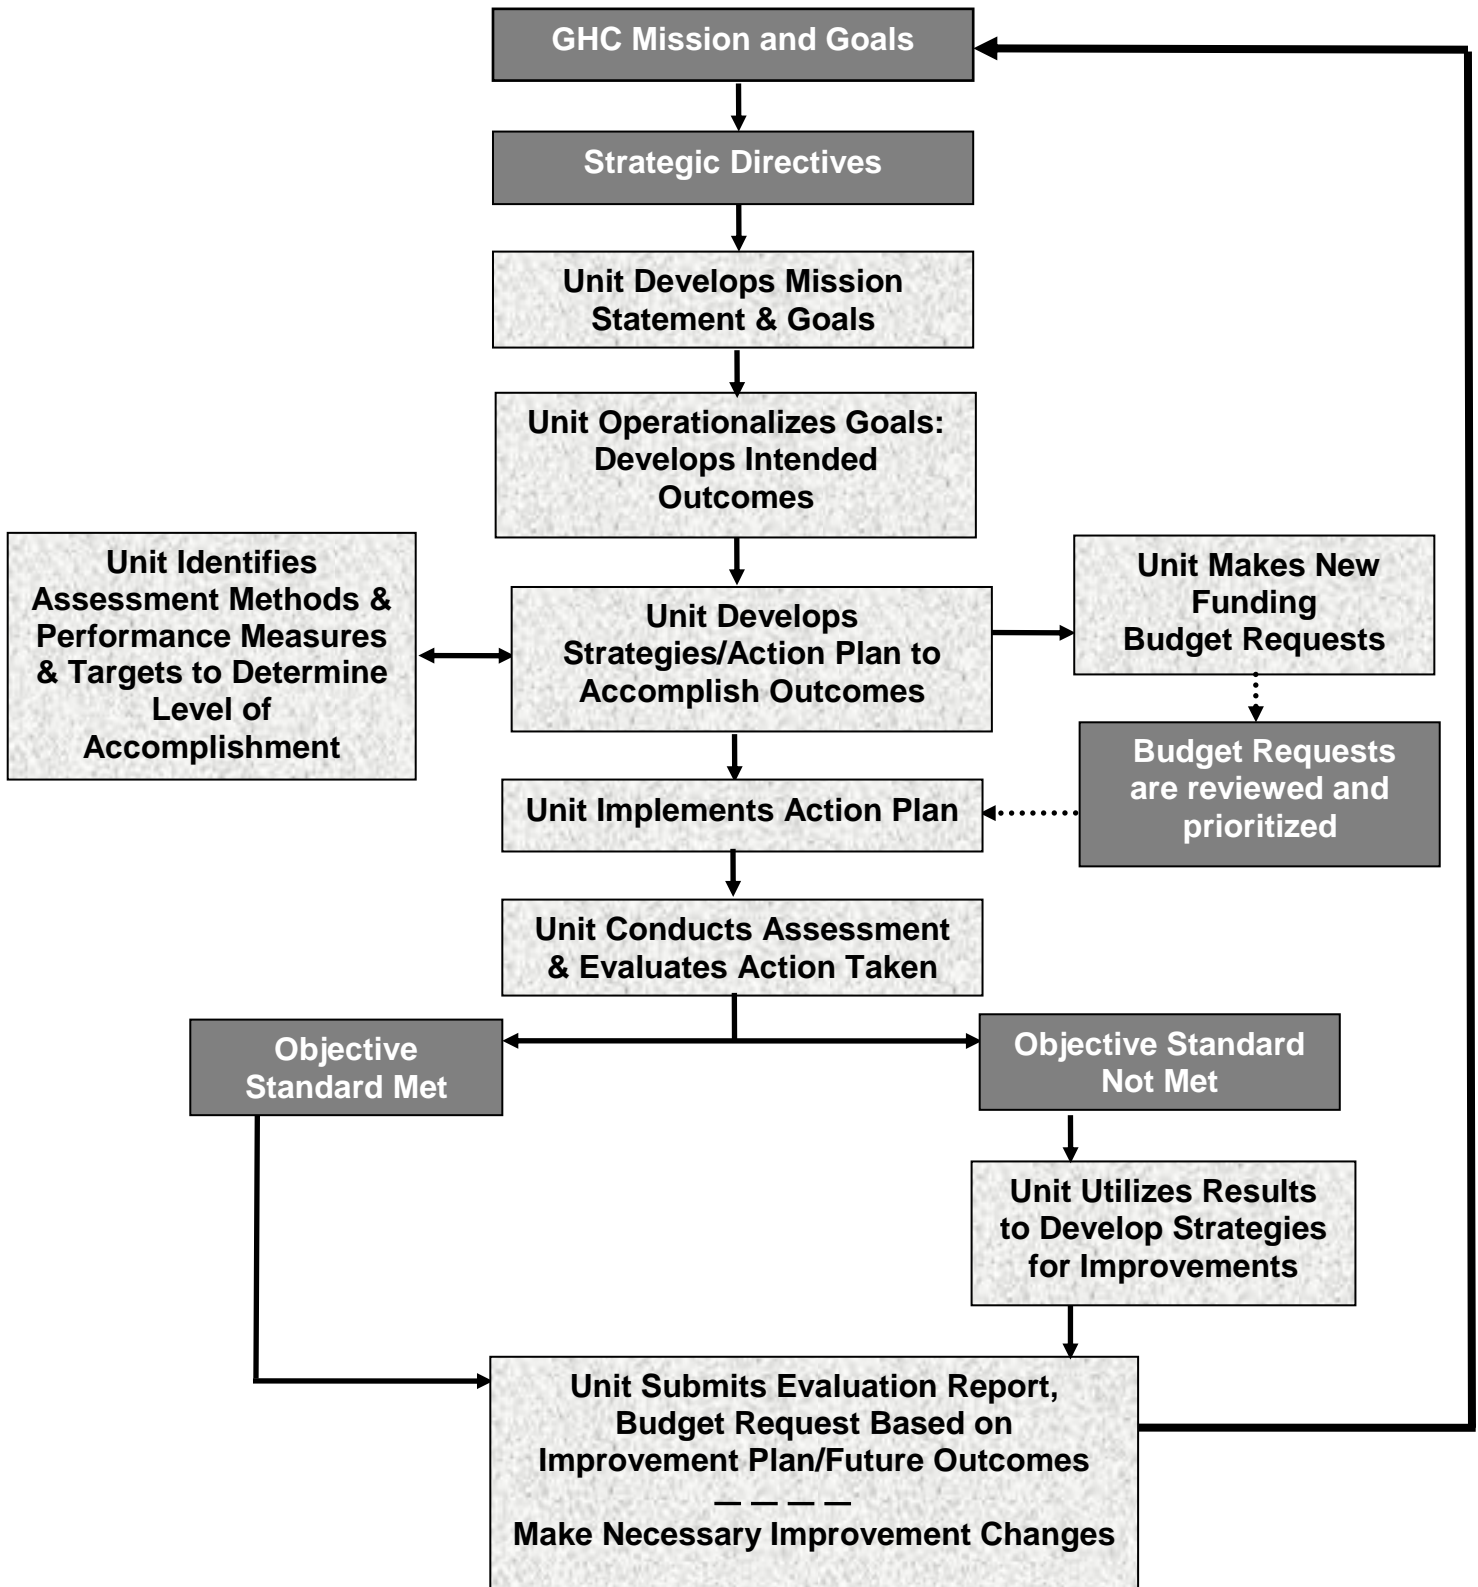 GHC Mission and Goals
Strategic Directives
Unit Develops Mission
Statement & Goals
Unit Operationalizes Goals:
Develops Intended
Outcomes
Unit Identifies
Assessment Methods &
Performance Measures
& Targets to Determine
Level of
Accomplishment
Unit Develops
Strategies/Action Plan to
Accomplish Outcomes
Unit Makes New
Funding
Budget Requests
Budget Requests
are reviewed and
prioritized
Unit Implements Action Plan
Unit Conducts Assessment
& Evaluates Action Taken
Objective
Standard Met
Objective Standard
Not Met
Unit Utilizes Results
to Develop Strategies
for Improvements
Unit Submits Evaluation Report,
Budget Request Based on
Improvement Plan/Future Outcomes
_ _ _ _
Make Necessary Improvement Changes